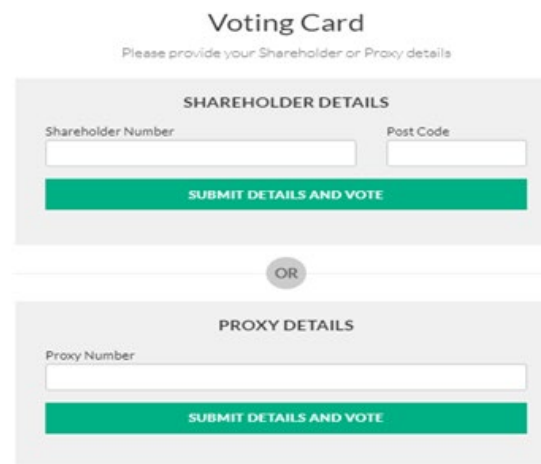 Voting Card
Please provide your Shareholder or Proxy details
SHAREHOLDER DETAILS
Shareholder Number Post Code
SUBMIT DETAILS AND VOTE
OR
PROXY DETAILS
Proxy Number
SUBMIT DETAILS AND VOTE